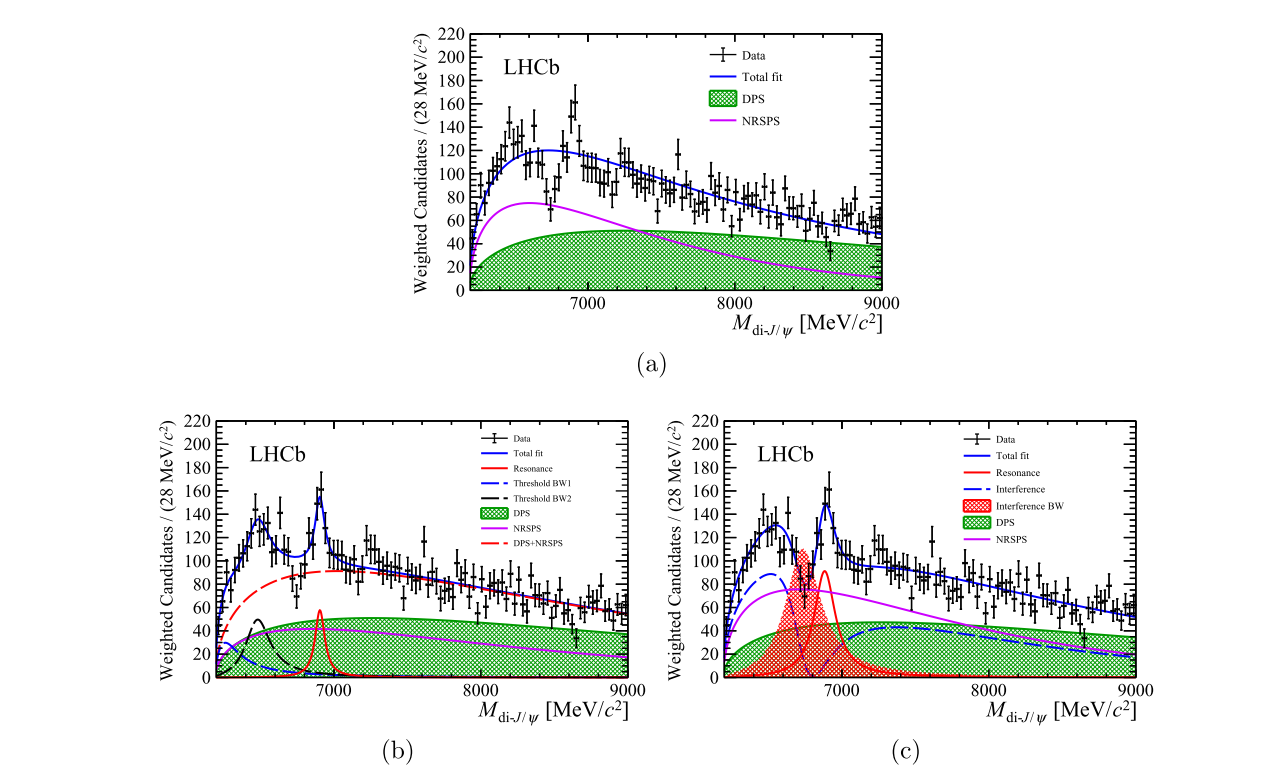 Weighted Candidates / (28 MeV/c²)
220
200
180
160
140
120
100
80
60
40
20
0
LHCb
Data
Total fit
DPS
NRSPS
7000
8000
9000
M_di-J/ψ [MeV/c²]
(a)
Weighted Candidates / (28 MeV/c²)
220
200
180
160
140
120
100
80
60
40
20
0
LHCb
Data
Total fit
Resonance
Threshold BW1
Threshold BW2
DPS
NRSPS
DPS+NRSPS
7000
8000
9000
M_di-J/ψ [MeV/c²]
(b)
Weighted Candidates / (28 MeV/c²)
220
200
180
160
140
120
100
80
60
40
20
0
LHCb
Data
Total fit
Resonance
Interference
Interference BW
DPS
NRSPS
7000
8000
9000
M_di-J/ψ [MeV/c²]
(c)